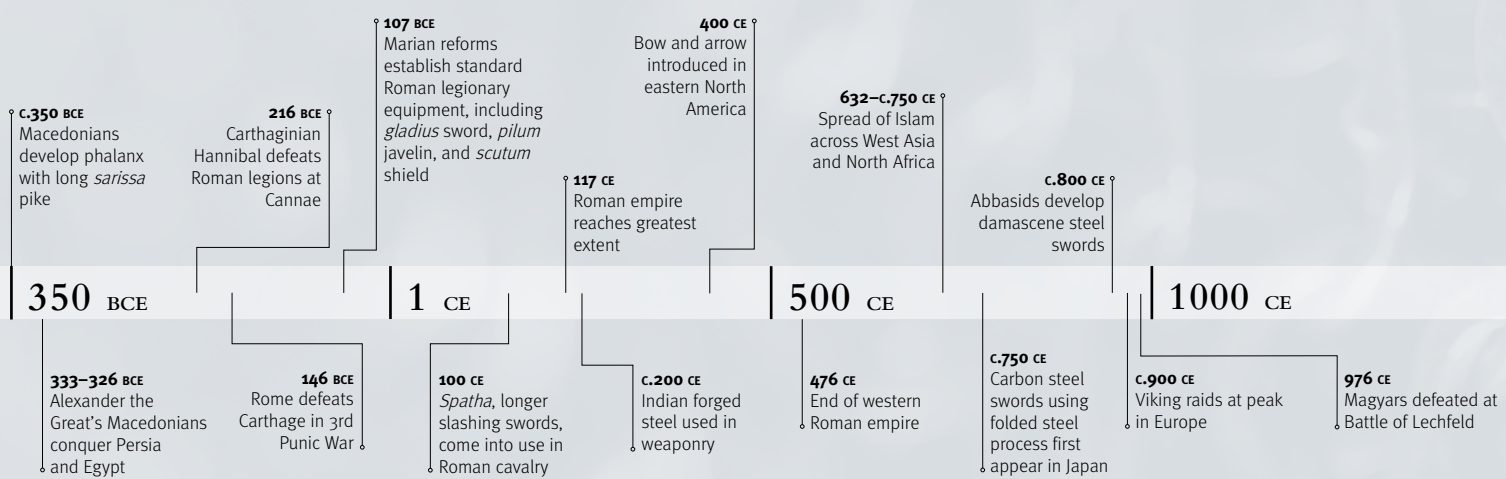 c.350 BCE
Macedonians
develop phalanx
with long sarissa
pike
216 BCE
Carthaginian
Hannibal defeats
Roman legions at
Cannae
107 BCE
Marian reforms
establish standard
Roman legionary
equipment, including
gladius sword, pilum
javelin, and scutum
shield
117 CE
Roman empire
reaches greatest
extent
400 CE
Bow and arrow
introduced in
eastern North
America
632–c.750 CE
Spread of Islam
across West Asia
and North Africa
c.800 CE
Abbasids develop
damascene steel
swords
350 BCE
1 CE
500 CE
1000 CE
333–326 BCE
Alexander the
Great's Macedonians
conquer Persia
and Egypt
146 BCE
Rome defeats
Carthage in 3rd
Punic War
100 CE
Spatha, longer
slashing swords,
come into use in
Roman cavalry
c.200 CE
Indian forged
steel used in
weaponry
476 CE
End of western
Roman empire
c.750 CE
Carbon steel
swords using
folded steel
process first
appear in Japan
c.900 CE
Viking raids at peak
in Europe
976 CE
Magyars defeated at
Battle of Lechfeld